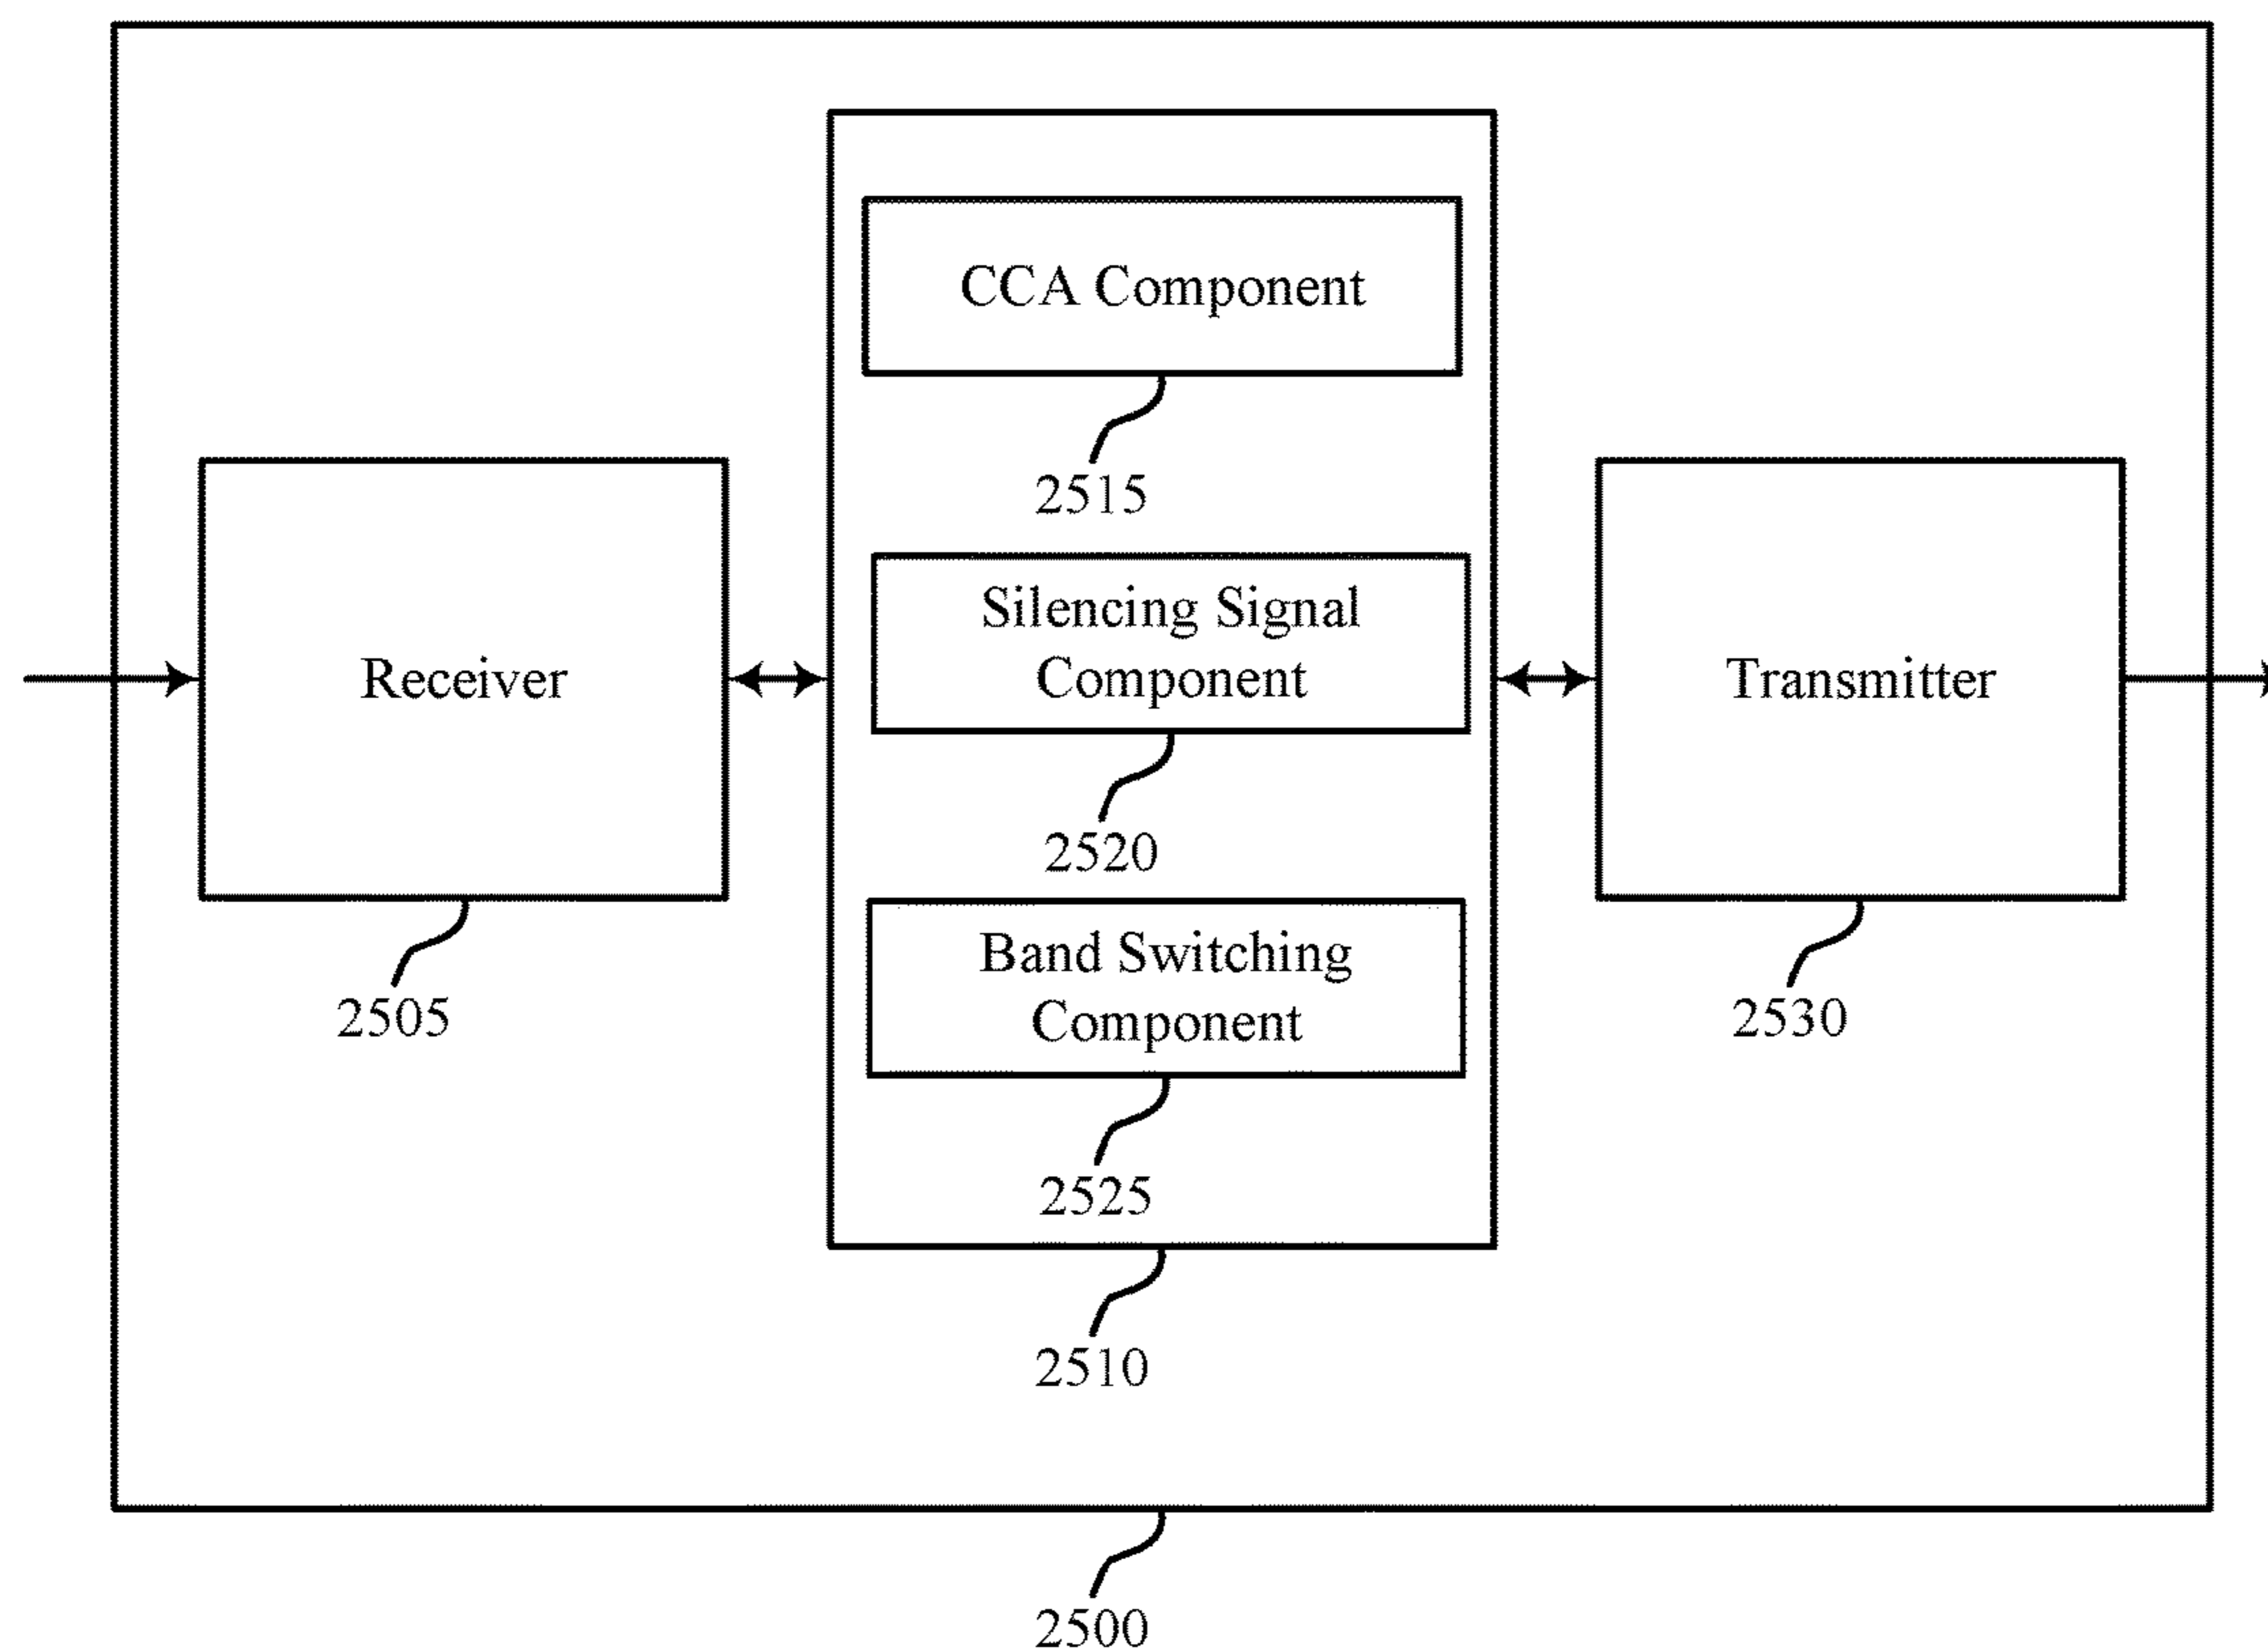 CCA Component
2515
Receiver
2505
Silencing Signal
Component
2520
Band Switching
Component
2525
2510
Transmitter
2530
2500